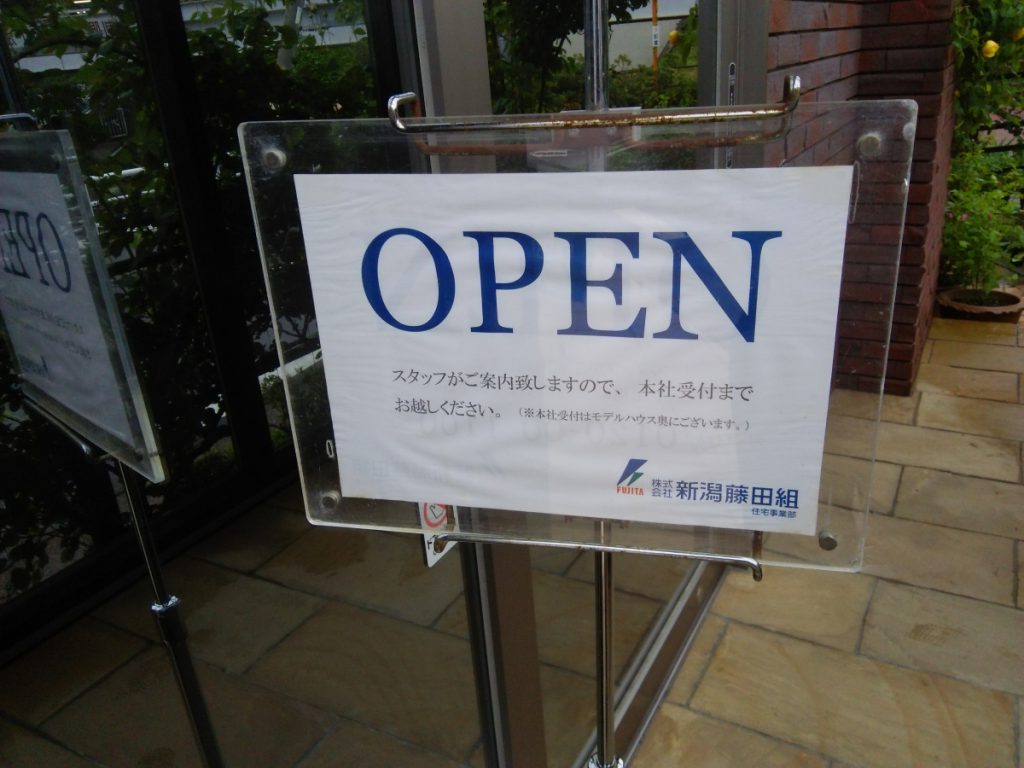 OPEN
スタッフがご案内致しますので、本社受付まで
お越しください。（※本社受付はモデルハウス奥にございます。）
FUJITA 株式会社 新潟藤田組
住宅事業部
OPEN